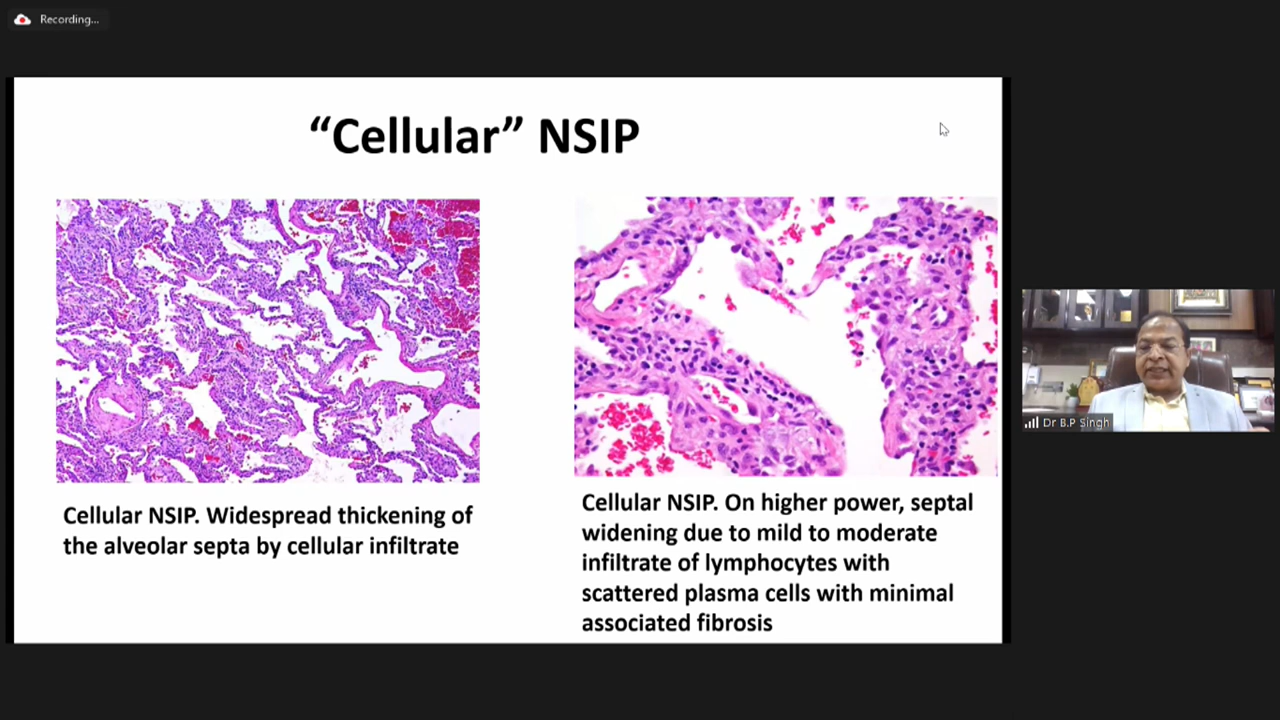 Recording...
“Cellular” NSIP
Cellular NSIP. Widespread thickening of
the alveolar septa by cellular infiltrate
Cellular NSIP. On higher power, septal
widening due to mild to moderate
infiltrate of lymphocytes with
scattered plasma cells with minimal
associated fibrosis
Dr B.P Singh